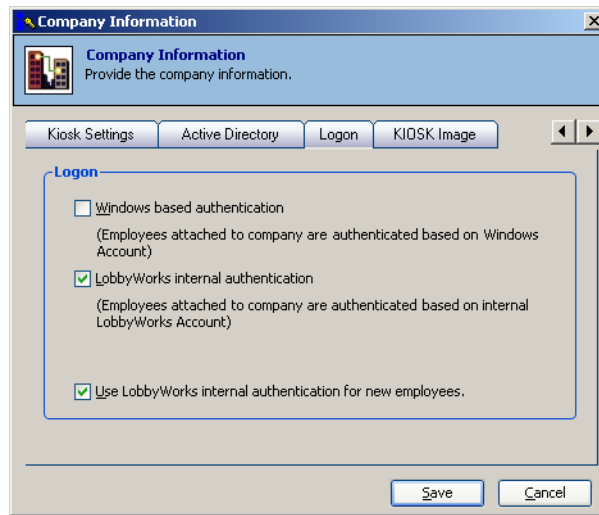 Company Information
Company Information
Provide the company information.
Kiosk Settings Active Directory Logon KIOSK Image
Logon
Windows based authentication
(Employees attached to company are authenticated based on Windows
Account)
LobbyWorks internal authentication
(Employees attached to company are authenticated based on internal
LobbyWorks Account)
Use LobbyWorks internal authentication for new employees.
Save Cancel